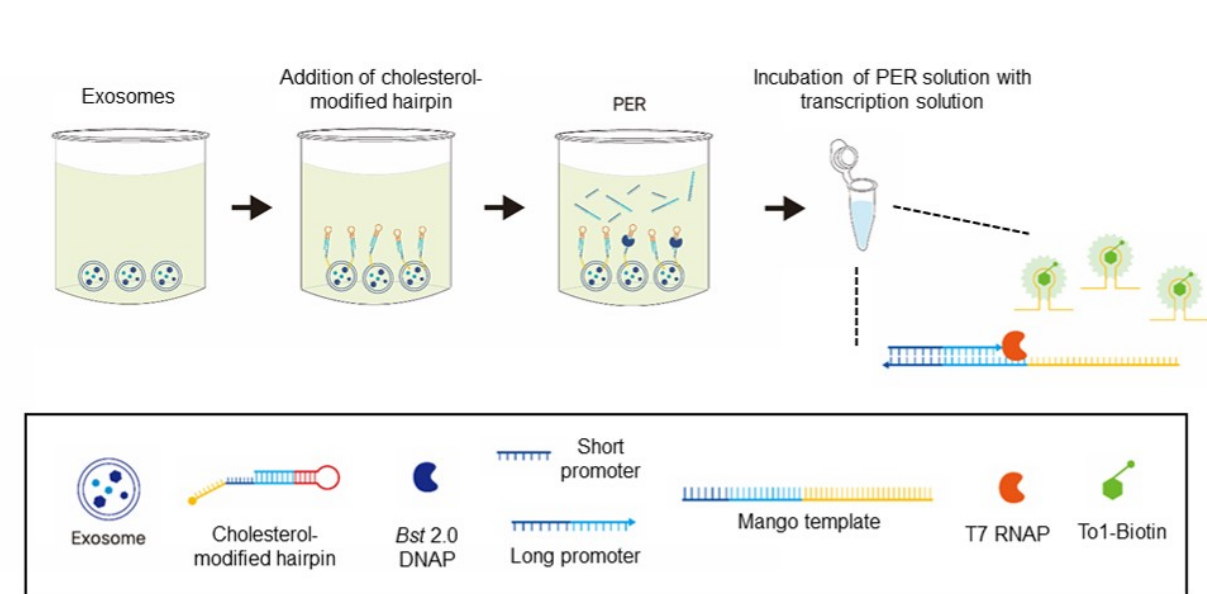 Exosomes
Addition of cholesterol-
modified hairpin
PER
Incubation of PER solution with
transcription solution
Exosome
Cholesterol-
modified hairpin
Bst 2.0
DNAP
Short
promoter
Long promoter
Mango template
T7 RNAP
To1-Biotin